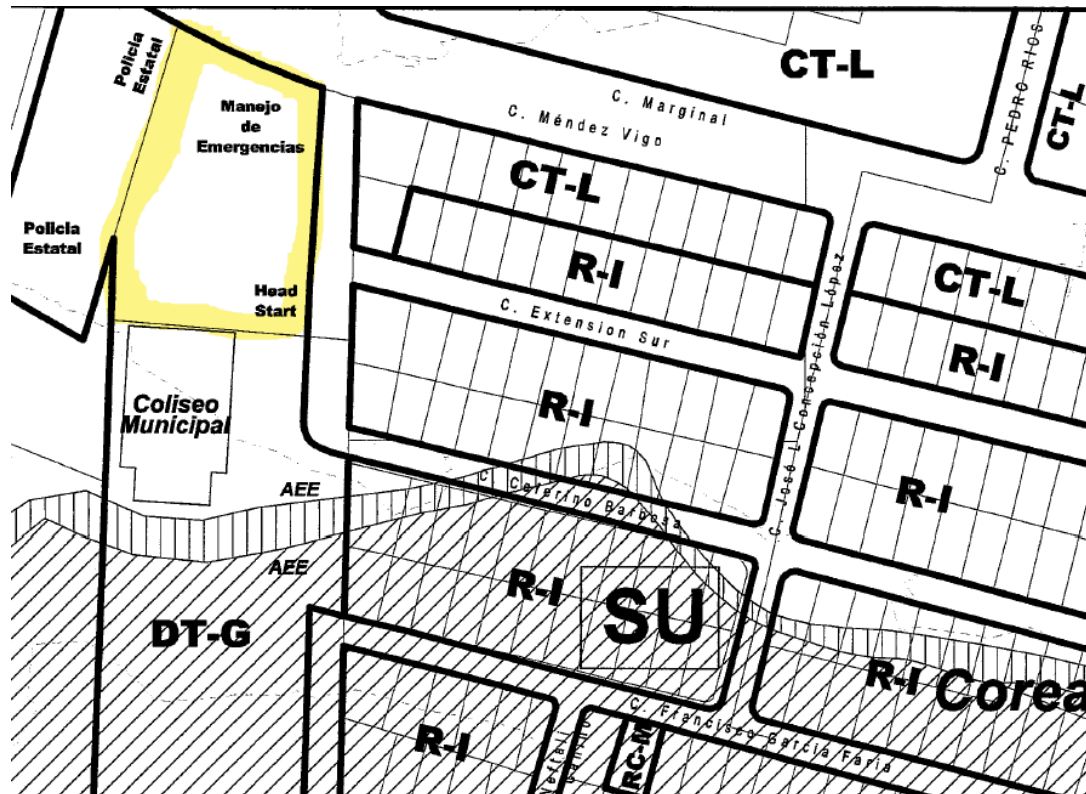 Policia
Estatal
Manejo
de
Emergencias
CT-L
C. Marginal
C. PEDRO RIOS
CT-L
C. Méndez Vigo
CT-L
Policia
Estatal
Head
Start
R-I
C. Extension Sur
CT-L
R-I
C. José L. Concepción López
Coliseo
Municipal
R-I
R-I
AEE
C. Ceferino Barbosa
AEE
R-I
SU
DT-G
R-I
Corea
R-I
C. Francisco García Faria
RC-M